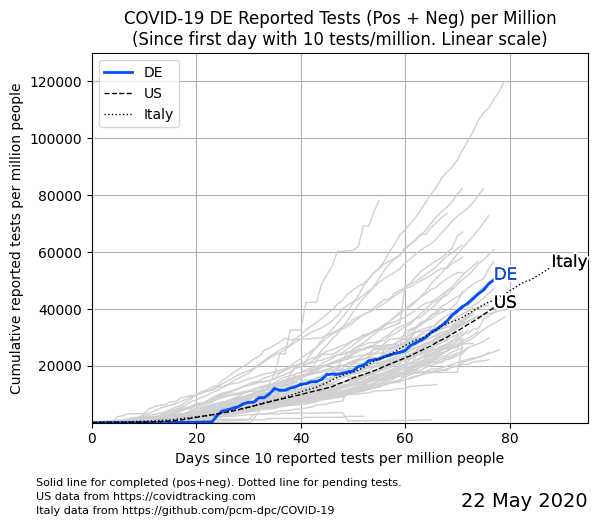 COVID-19 DE Reported Tests (Pos + Neg) per Million
(Since first day with 10 tests/million. Linear scale)
DE
US
Italy
Cumulative reported tests per million people
120000
100000
80000
60000
40000
20000
Italy
DE
US
0
20
40
60
80
Days since 10 reported tests per million people
Solid line for completed (pos+neg). Dotted line for pending tests.
US data from https://covidtracking.com
Italy data from https://github.com/pcm-dpc/COVID-19
22 May 2020